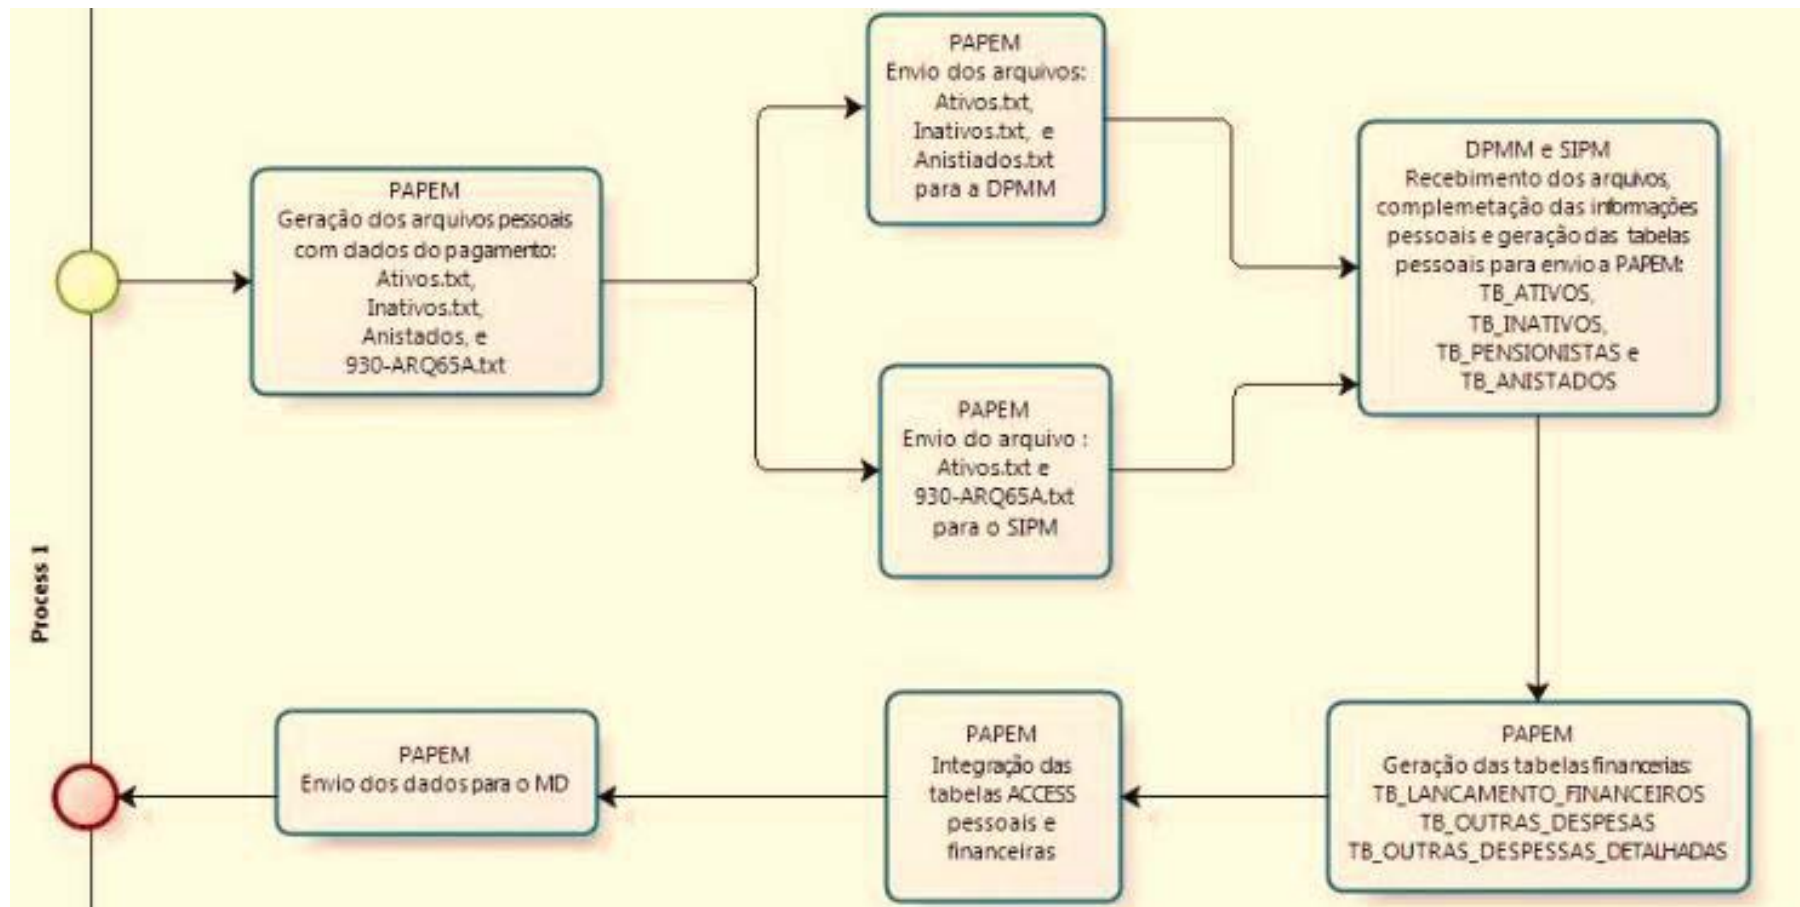 PAPEM
Geração dos arquivos pessoais
com dados do pagamento:
Ativos.txt,
Inativos.txt,
Anistados, e
930-ARQ65A.txt
PAPEM
Envio dos arquivos:
Ativos.txt,
Inativos.txt, e
Anistiados.txt
para a DPMM
PAPEM
Envio do arquivo :
Ativos.txt e
930-ARQ65A.txt
para o SIPM
DPMM e SIPM
Recebimento dos arquivos,
complemetação das informações
pessoais e geração das tabelas
pessoais para envio a PAPEM:
TB_ATIVOS,
TB_INATIVOS,
TB_PENSIONISTAS e
TB_ANISTADOS
PAPEM
Geração das tabelas financerias:
TB_LANCAMENTO_FINANCEIROS
TB_OUTRAS_DESPESAS
TB_OUTRAS_DESPESSAS_DETALHADAS
PAPEM
Integração das
tabelas ACCESS
pessoais e
financeiras
PAPEM
Envio dos dados para o MD
Process 1